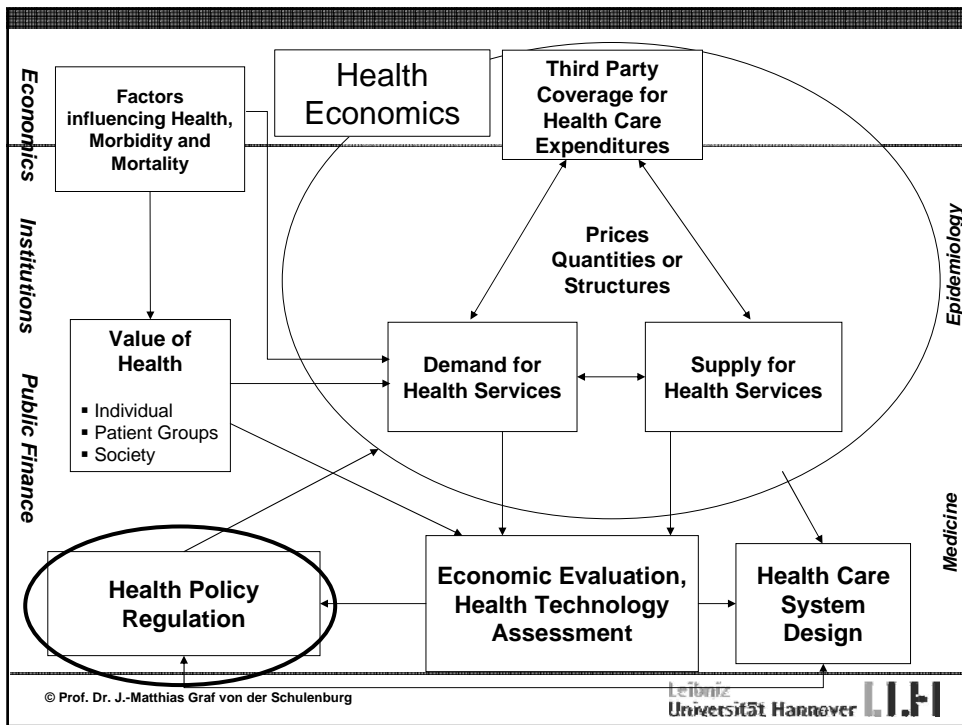 Economics
Institutions
Public Finance
Factors
influencing Health,
Morbidity and
Mortality
Health
Economics
Third Party
Coverage for
Health Care
Expenditures
Prices
Quantities or
Structures
Epidemiology
Medicine
Value of
Health
▪ Individual
▪ Patient Groups
▪ Society
Demand for
Health Services
Supply for
Health Services
Health Policy
Regulation
Economic Evaluation,
Health Technology
Assessment
Health Care
System
Design
© Prof. Dr. J.-Matthias Graf von der Schulenburg
Leibniz
Universität Hannover